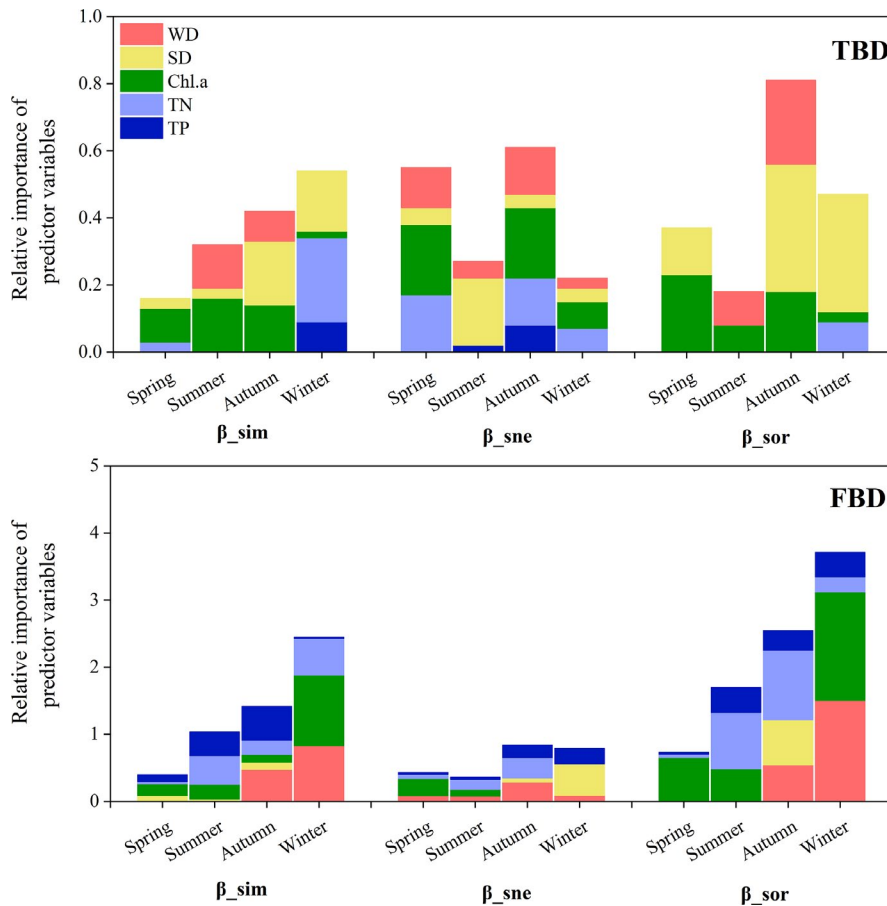 1.0
0.8
0.6
0.4
0.2
0.0
Relative importance of
predictor variables
WD
SD
Chl.a
TN
TP
TBD
Spring Summer Autumn Winter Spring Summer Autumn Winter Spring Summer Autumn Winter
β_sim β_sne β_sor
5
4
3
2
1
0
Relative importance of
predictor variables
FBD
Spring Summer Autumn Winter Spring Summer Autumn Winter Spring Summer Autumn Winter
β_sim β_sne β_sor